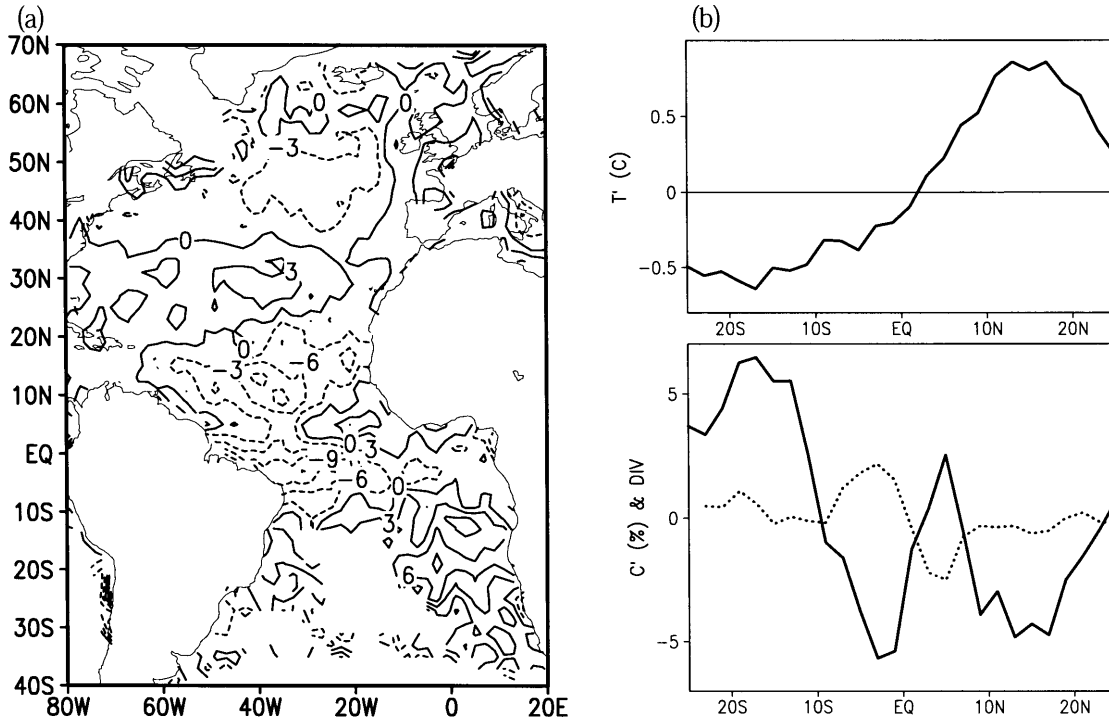 (a)
70N
60N
50N
40N
30N
20N
10N
EQ
10S
20S
30S
40S
80W 60W 40W 20W 0 20E
0 0
-3
0
3
0
-3 -6
0 3
-9
-6 0
3
6
(b)
T' (C)
0.5
0
-0.5
20S 10S EQ 10N 20N
C' (%) & DIV
5
0
-5
20S 10S EQ 10N 20N